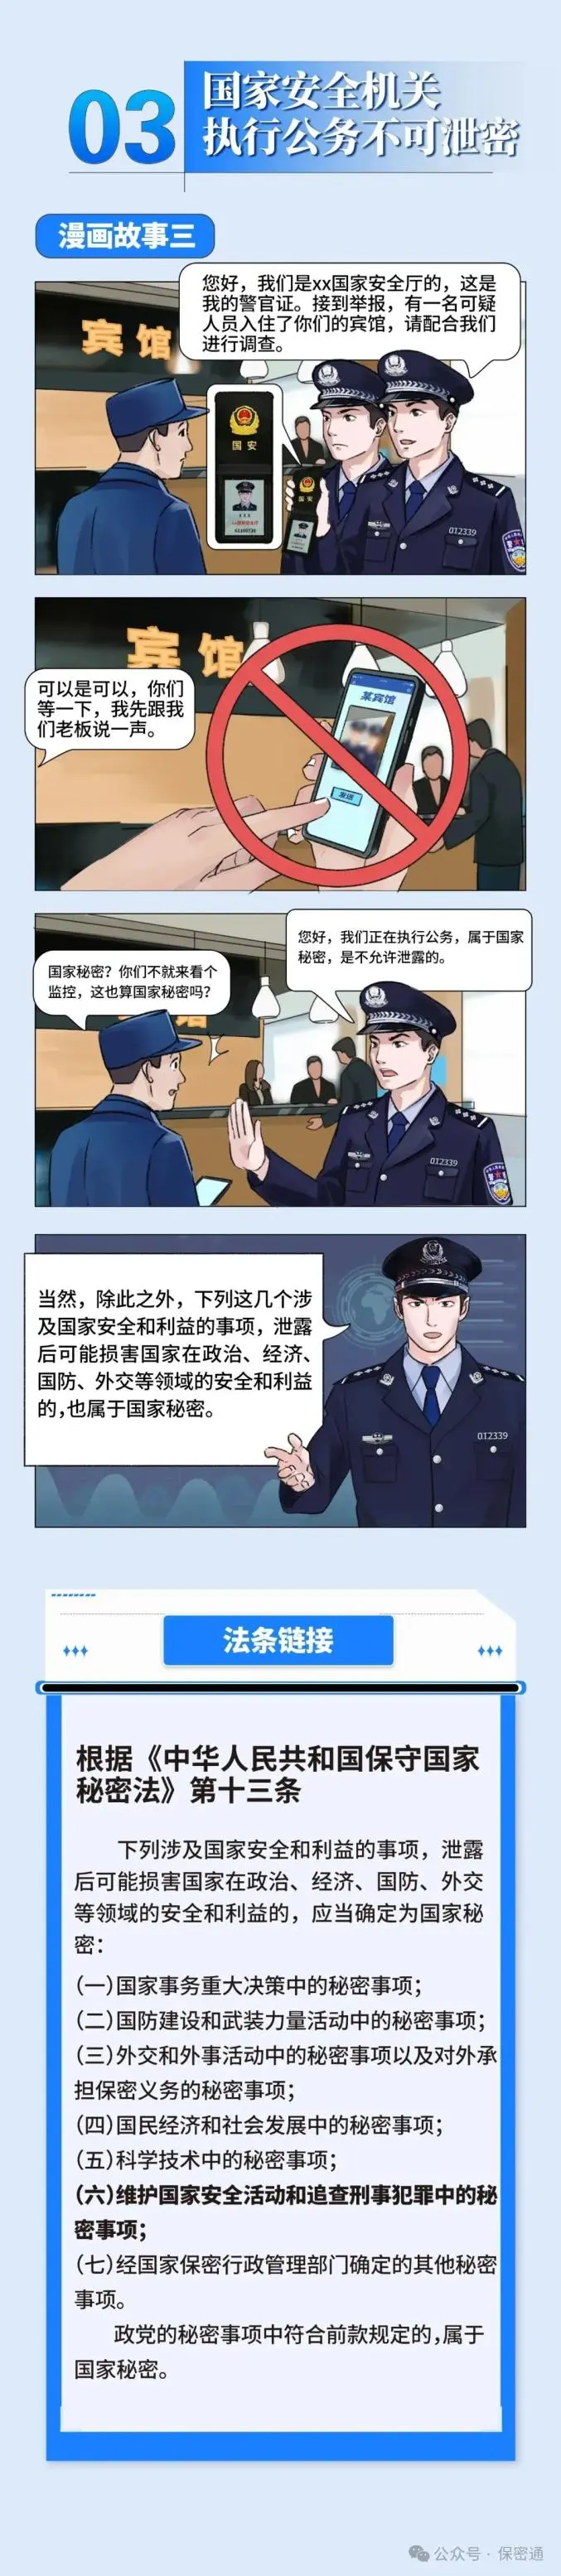 03
国家安全机关
执行公务不可泄密
漫画故事三
您好，我们是xx国家安全厅的，这是
我的警官证。接到举报，有一名可疑
人员入住了你们的宾馆，请配合我们
进行调查。
宾馆
国安
国安
012339
宾馆
可以是可以，你们
等一下，我先跟我
们老板说一声。
某宾馆
发送
您好，我们正在执行公务，属于国家
秘密，是不允许泄露的。
国家秘密？你们不就来看个
监控，这也算国家秘密吗？
012339
当然，除此之外，下列这几个涉
及国家安全和利益的事项，泄露
后可能损害国家在政治、经济、
国防、外交等领域的安全和利益
的，也属于国家秘密。
012339
法条链接
根据《中华人民共和国保守国家
秘密法》第十三条
下列涉及国家安全和利益的事项，泄露
后可能损害国家在政治、经济、国防、外交
等领域的安全和利益的，应当确定为国家秘
密：
（一）国家事务重大决策中的秘密事项；
（二）国防建设和武装力量活动中的秘密事项；
（三）外交和外事活动中的秘密事项以及对外承
担保密义务的秘密事项；
（四）国民经济和社会发展中的秘密事项；
（五）科学技术中的秘密事项；
（六）维护国家安全活动和追查刑事犯罪中的秘
密事项；
（七）经国家保密行政管理部门确定的其他秘密
事项。
政党的秘密事项中符合前款规定的，属于
国家秘密。
公众号 · 保密通